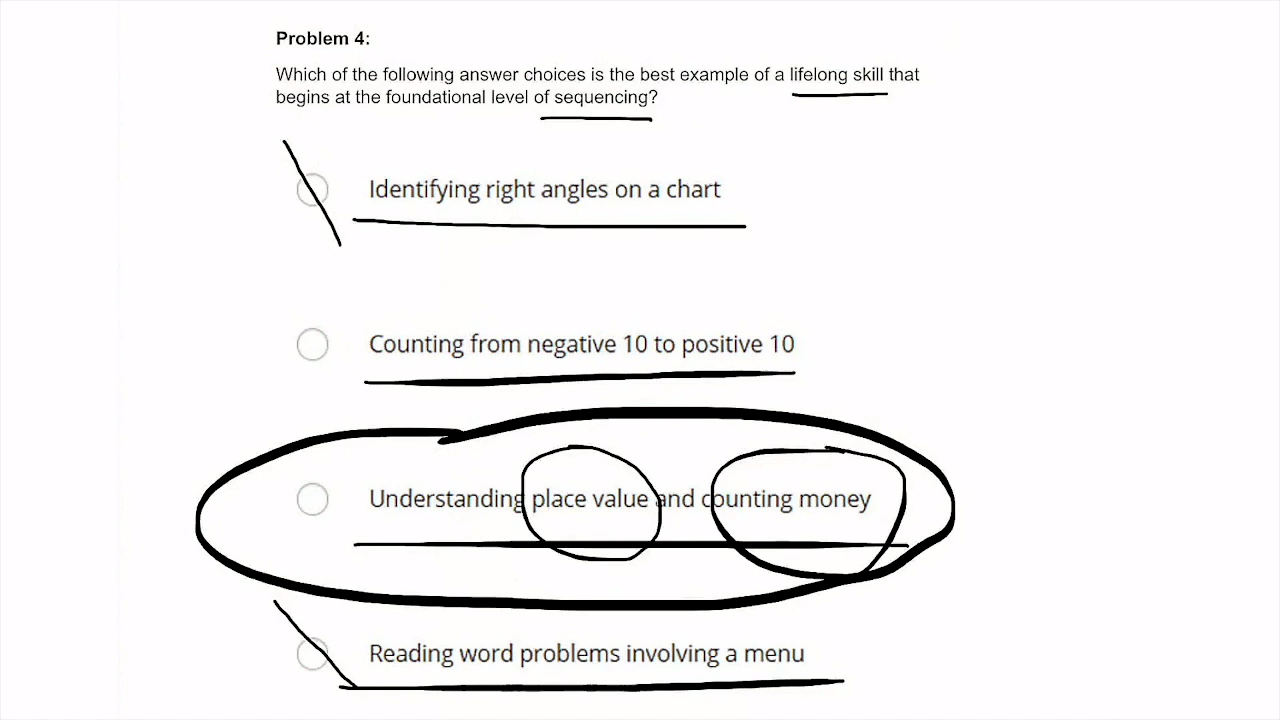 Problem 4:
Which of the following answer choices is the best example of a lifelong skill that
begins at the foundational level of sequencing?
Identifying right angles on a chart
Counting from negative 10 to positive 10
Understanding place value and counting money
Reading word problems involving a menu